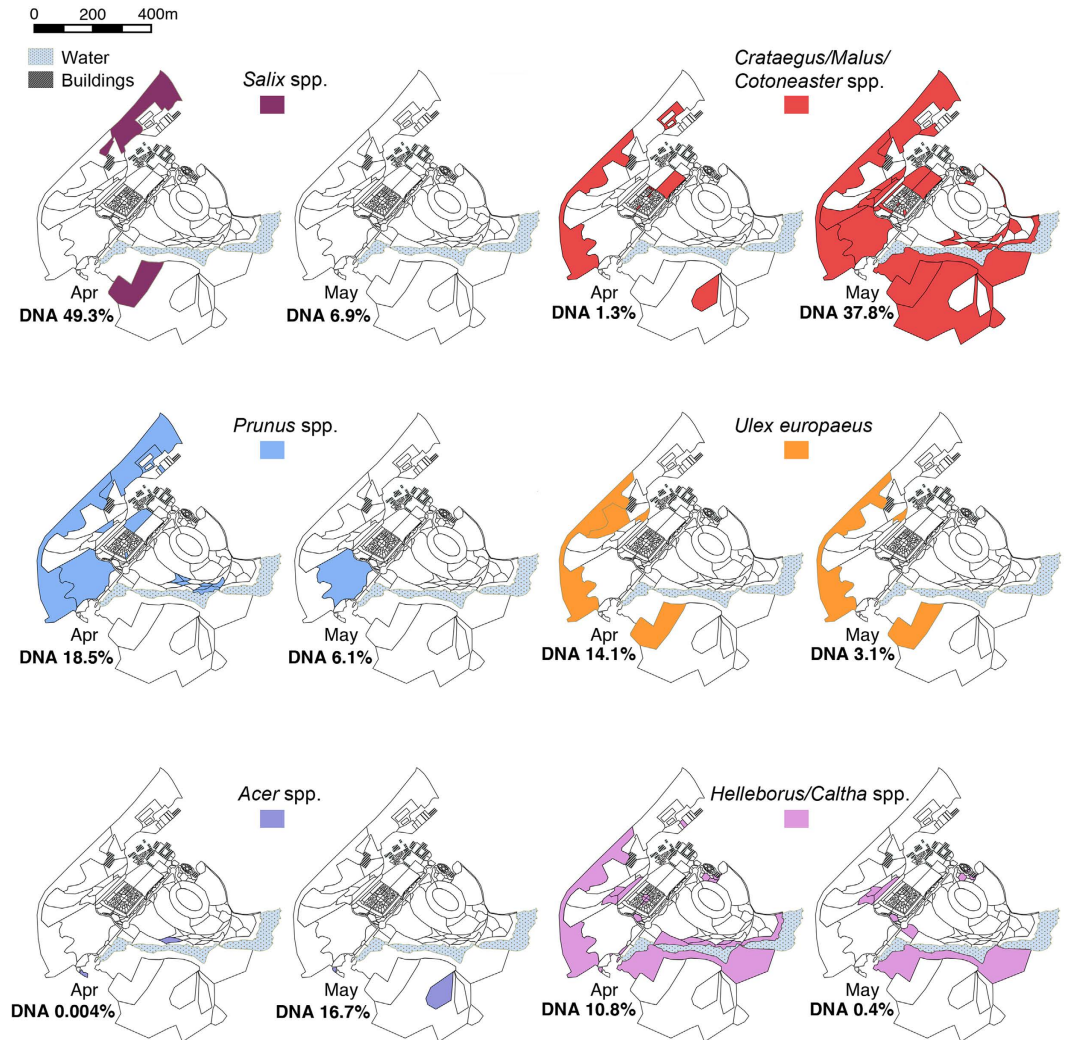 0 200 400m
Water
Buildings
Salix spp.
Crataegus/Malus/
Cotoneaster spp.
Apr
DNA 49.3%
May
DNA 6.9%
Apr
DNA 1.3%
May
DNA 37.8%
Prunus spp.
Ulex europaeus
Apr
DNA 18.5%
May
DNA 6.1%
Apr
DNA 14.1%
May
DNA 3.1%
Acer spp.
Helleborus/Caltha spp.
Apr
DNA 0.004%
May
DNA 16.7%
Apr
DNA 10.8%
May
DNA 0.4%